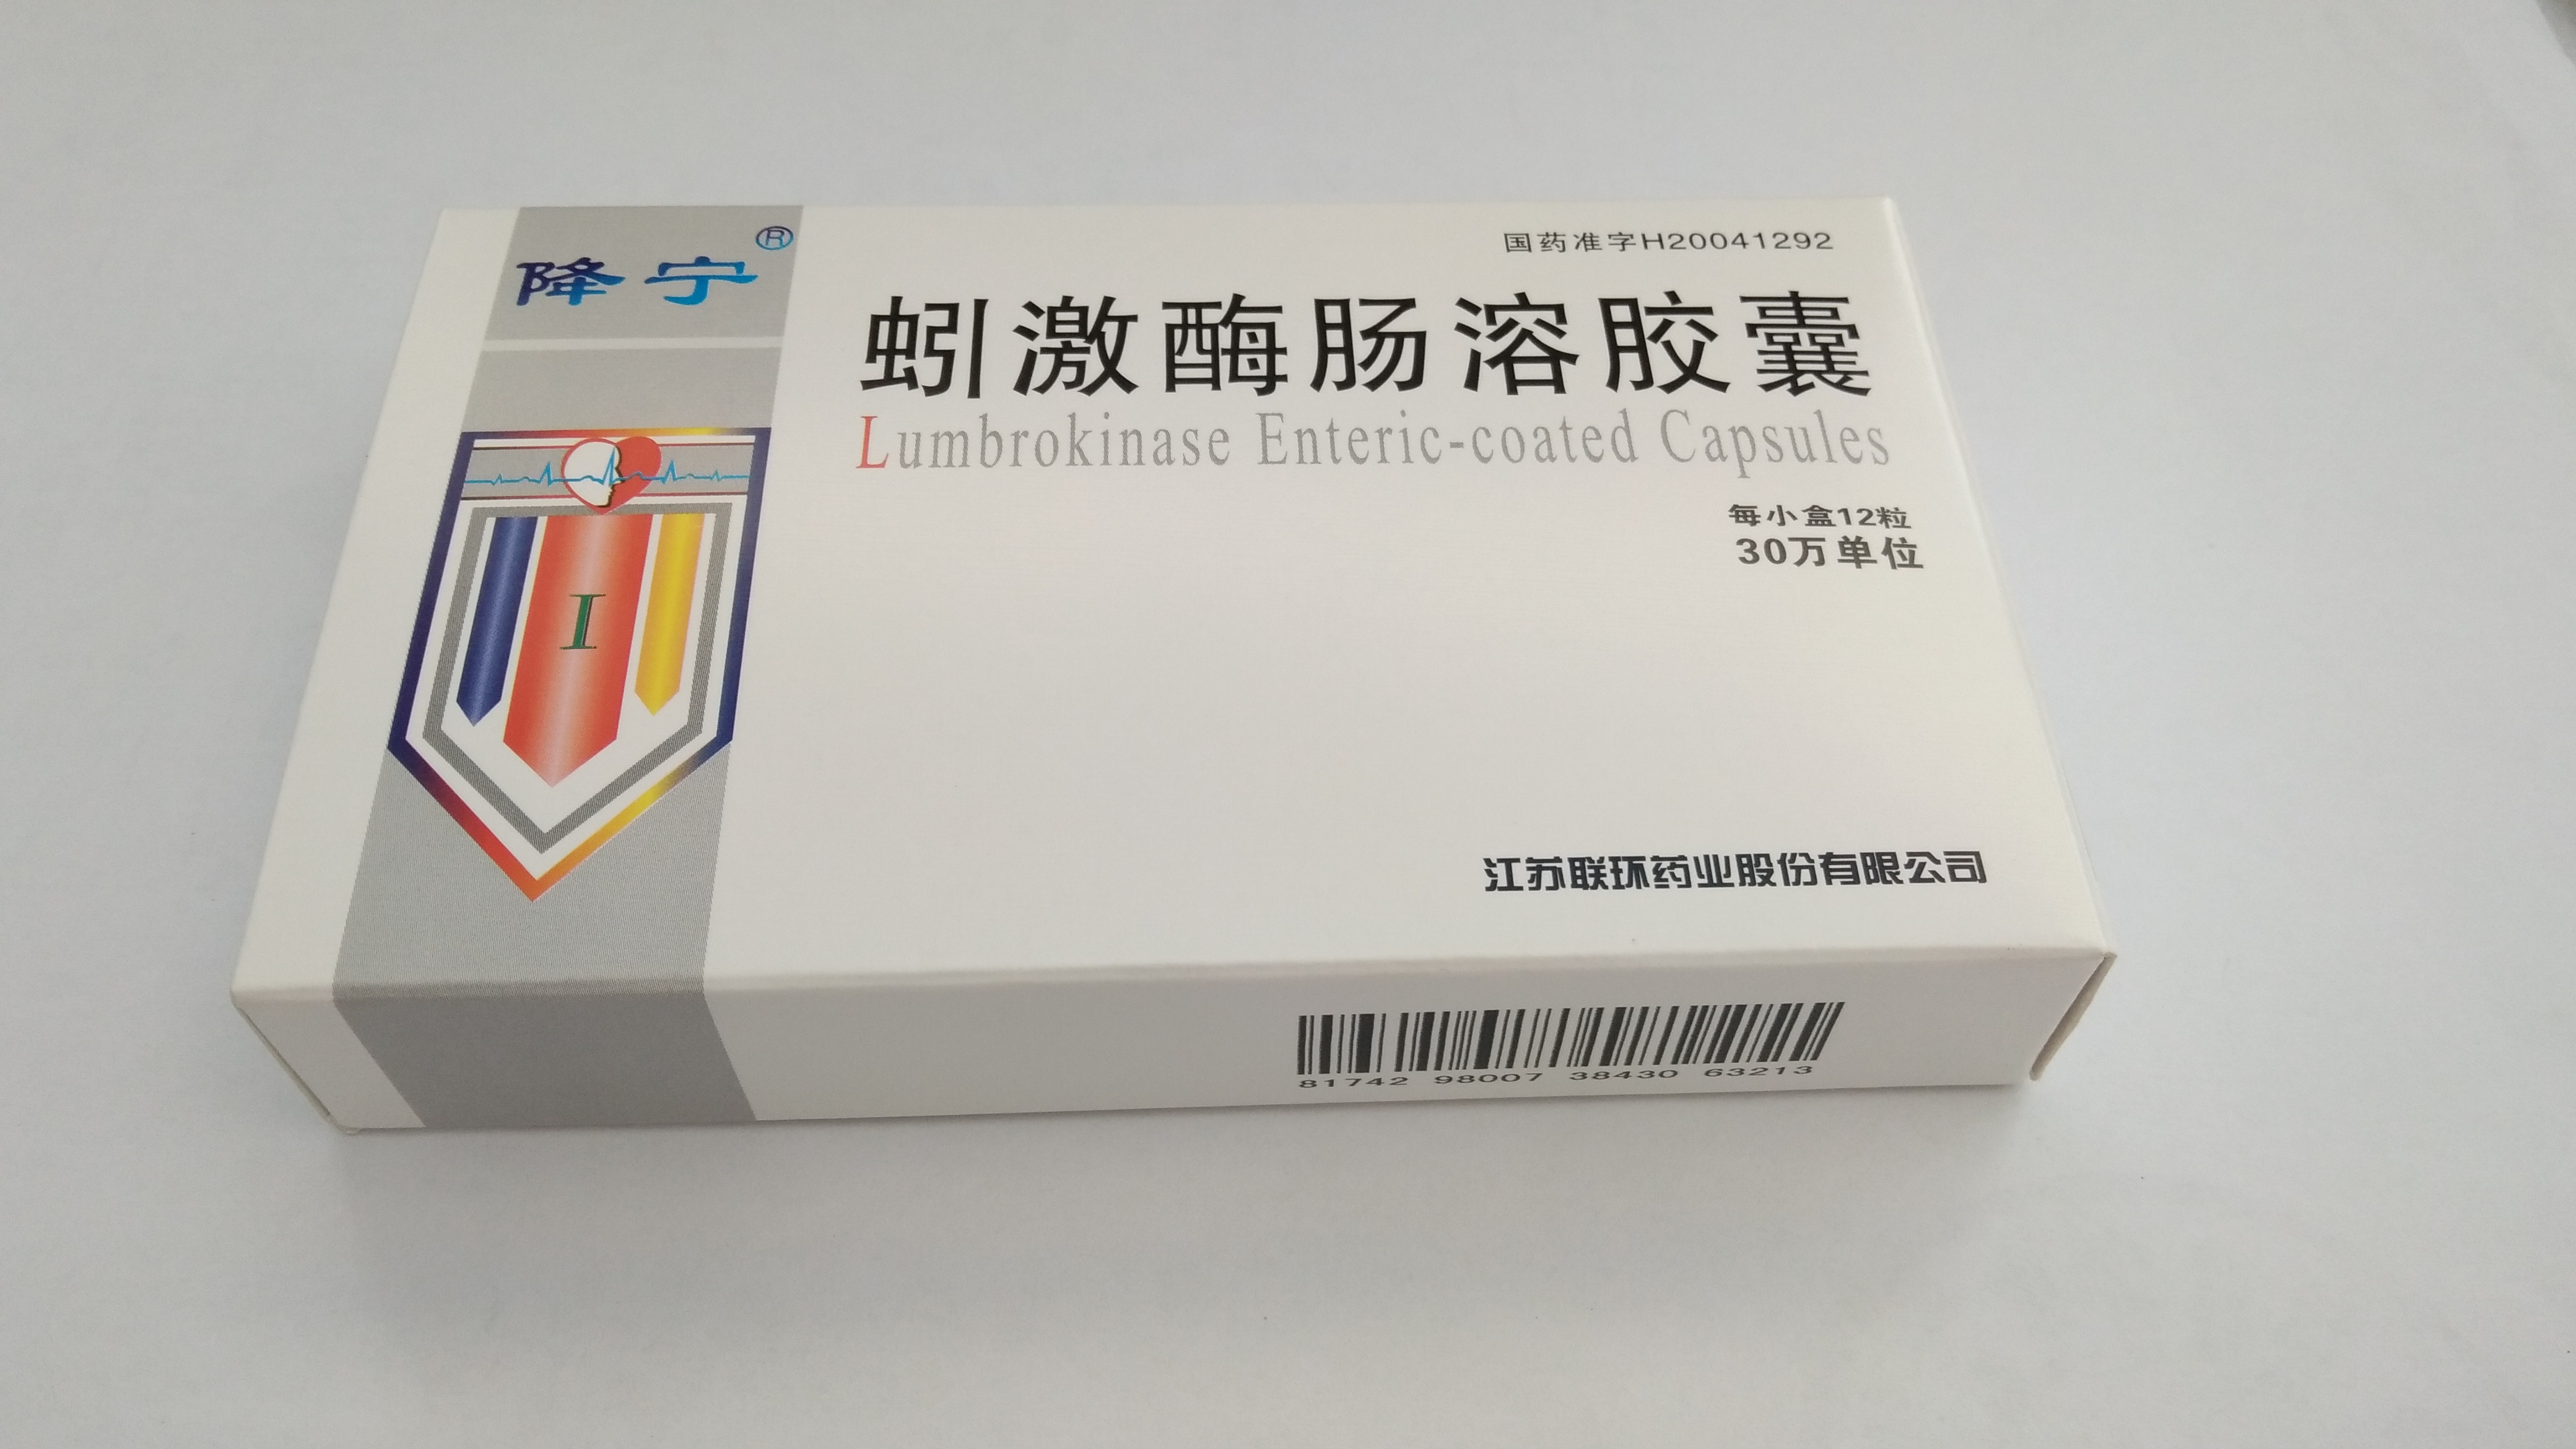 降宁®
国药准字H20041292
蚓激酶肠溶胶囊
Lumbrokinase Enteric-coated Capsules
每小盒12粒
30万单位
I
江苏联环药业股份有限公司
81742 98007 38430 63213